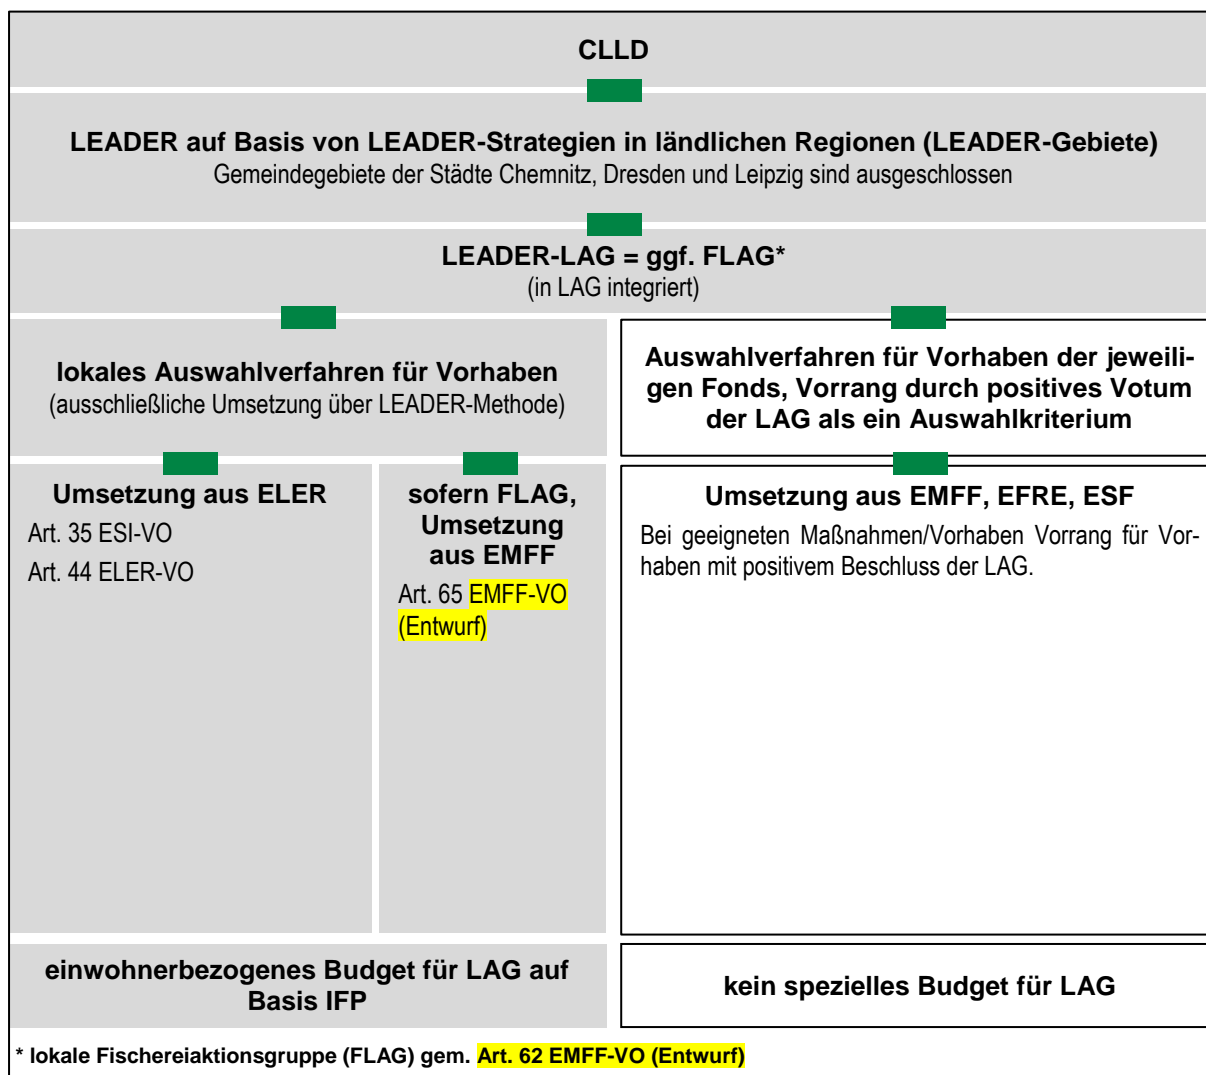 CLLD
LEADER auf Basis von LEADER-Strategien in ländlichen Regionen (LEADER-Gebiete)
Gemeindegebiete der Städte Chemnitz, Dresden und Leipzig sind ausgeschlossen
LEADER-LAG = ggf. FLAG*
(in LAG integriert)
lokales Auswahlverfahren für Vorhaben
(ausschließliche Umsetzung über LEADER-Methode)
Auswahlverfahren für Vorhaben der jeweili-
gen Fonds, Vorrang durch positives Votum
der LAG als ein Auswahlkriterium
Umsetzung aus ELER
Art. 35 ESI-VO
Art. 44 ELER-VO
sofern FLAG,
Umsetzung
aus EMFF
Art. 65 EMFF-VO
(Entwurf)
Umsetzung aus EMFF, EFRE, ESF
Bei geeigneten Maßnahmen/Vorhaben Vorrang für Vor-
haben mit positivem Beschluss der LAG.
einwohnerbezogenes Budget für LAG auf
Basis IFP
kein spezielles Budget für LAG
* lokale Fischereiaktionsgruppe (FLAG) gem. Art. 62 EMFF-VO (Entwurf)